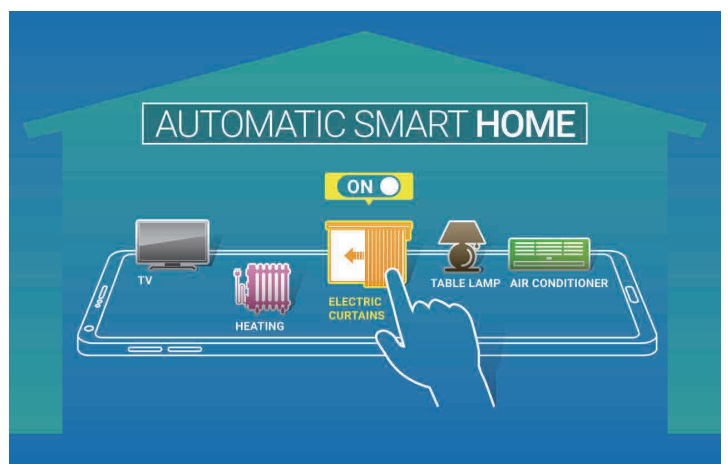 AUTOMATIC SMART HOME
ON
TV
HEATING
ELECTRIC
CURTAINS
TABLE LAMP
AIR CONDITIONER